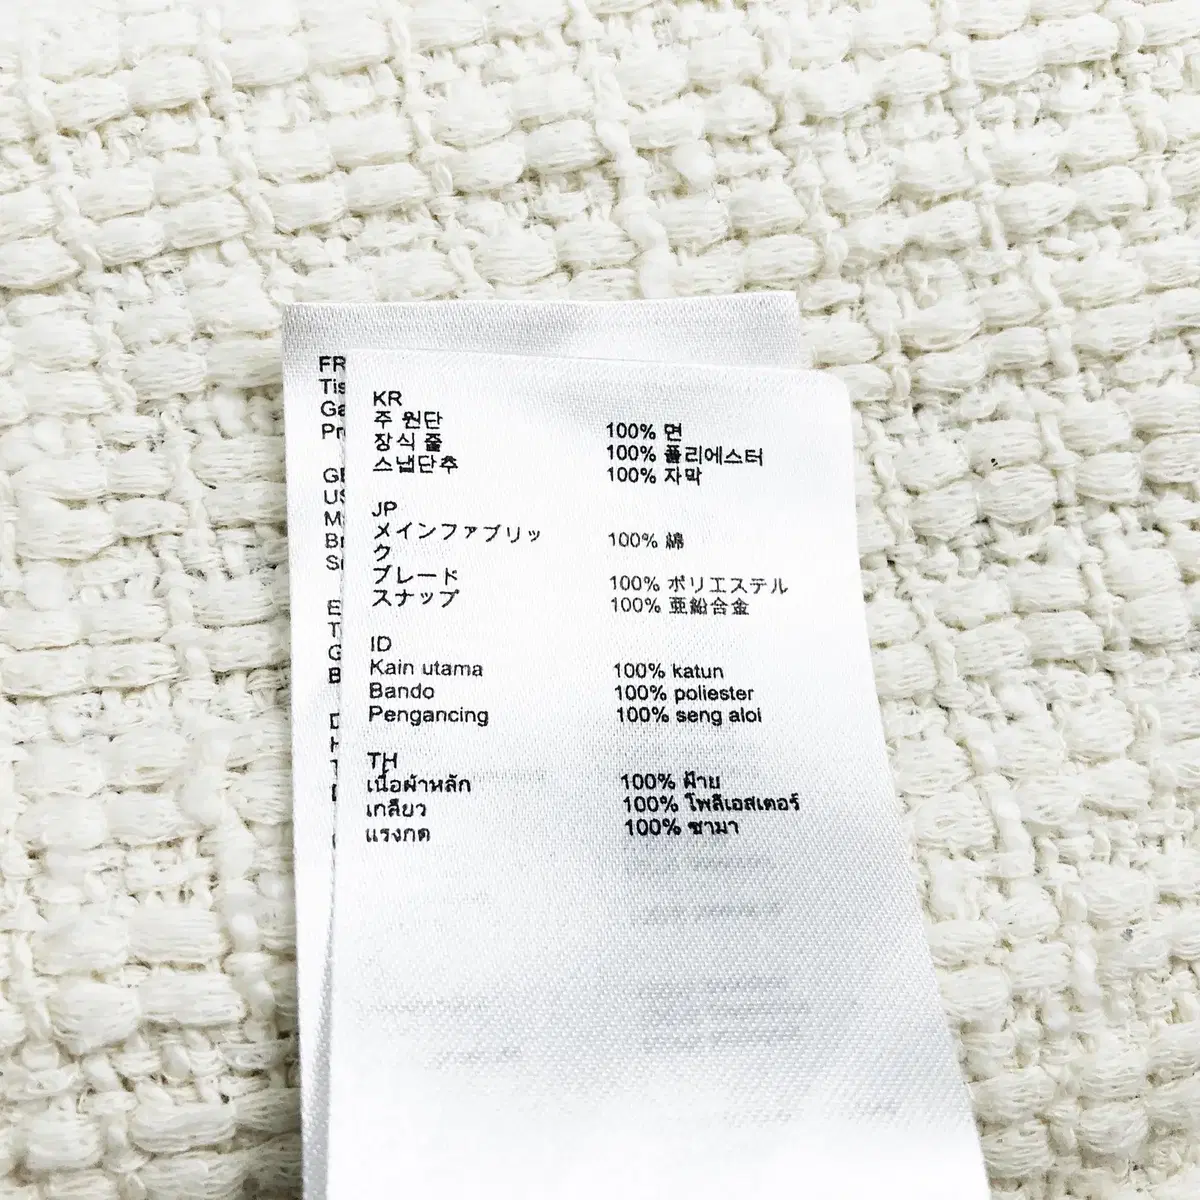 FR
KR
주 원단 100% 면
장식 줄 100% 폴리에스터
스냅단추 100% 자막
JP
メインファブリッ
ク 100% 綿
ブレード 100% ポリエステル
スナップ 100% 亜鉛合金
ID
Kain utama 100% katun
Bando 100% poliester
Pengancing 100% seng aloi
TH
เนื้อผ้าหลัก 100% ฝ้าย
เกลียว 100% โพลีเอสเตอร์
แรงกด 100% ซามา